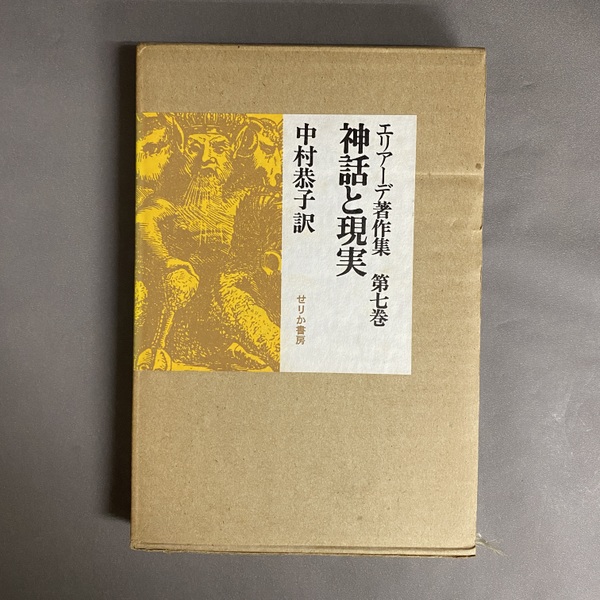 エリアーデ著作集 第七巻
神話と現実
中村恭子訳
せりか書房